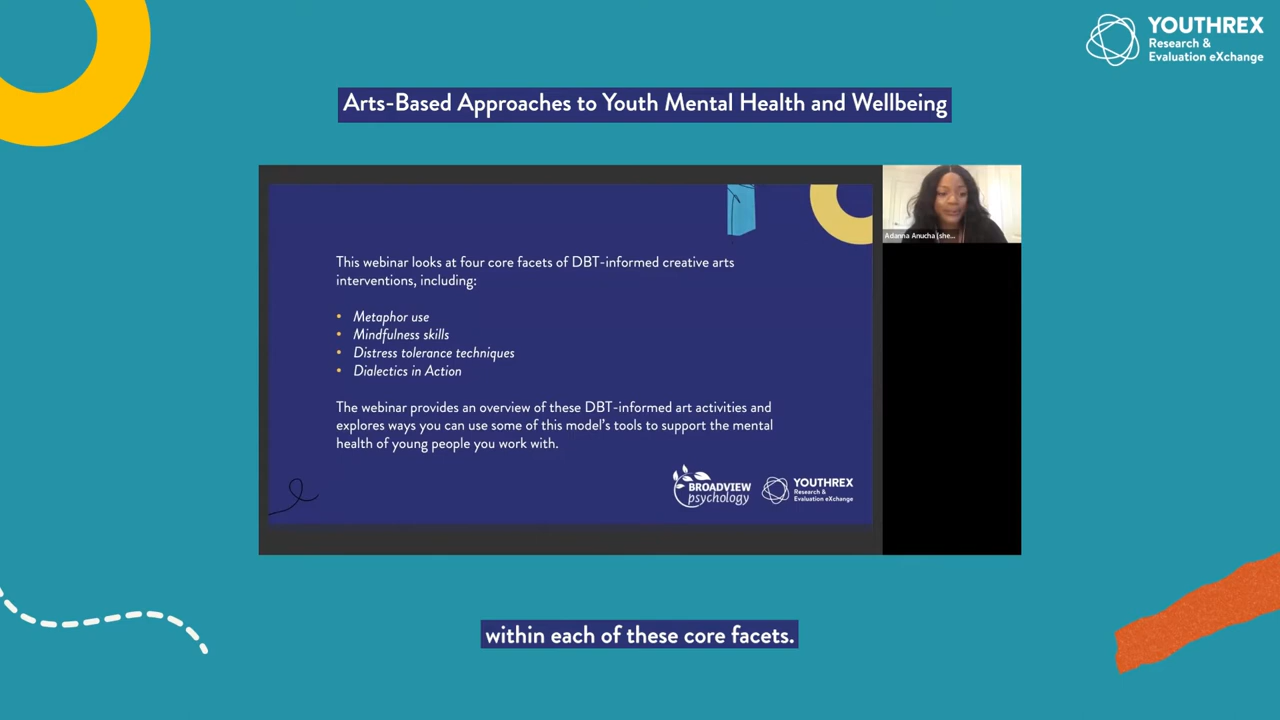 YOUTHREX
Research &
Evaluation eXchange
Arts-Based Approaches to Youth Mental Health and Wellbeing
This webinar looks at four core facets of DBT-informed creative arts
interventions, including:
• Metaphor use
• Mindfulness skills
• Distress tolerance techniques
• Dialectics in Action
The webinar provides an overview of these DBT-informed art activities and
explores ways you can use some of this model's tools to support the mental
health of young people you work with.
BROADVIEW
psychology
YOUTHREX
Research &
Evaluation eXchange
Adanna Anucha (she...
within each of these core facets.